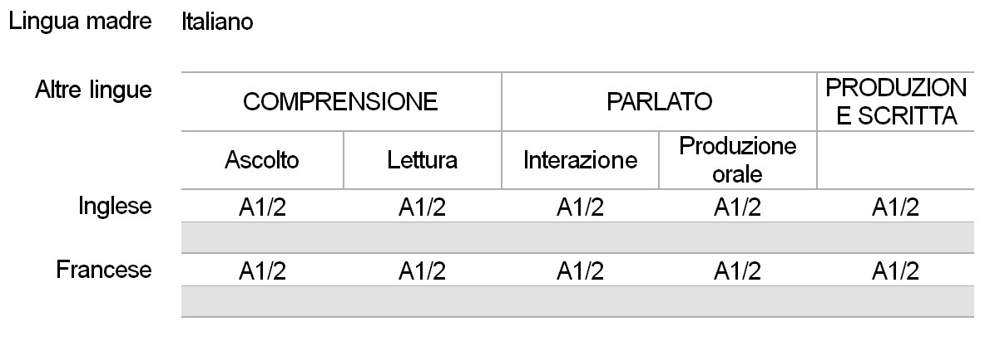 Lingua madre Italiano
Altre lingue COMPRENSIONE PARLATO PRODUZION
E SCRITTA
Ascolto Lettura Interazione Produzione
orale
Inglese A1/2 A1/2 A1/2 A1/2 A1/2
Francese A1/2 A1/2 A1/2 A1/2 A1/2